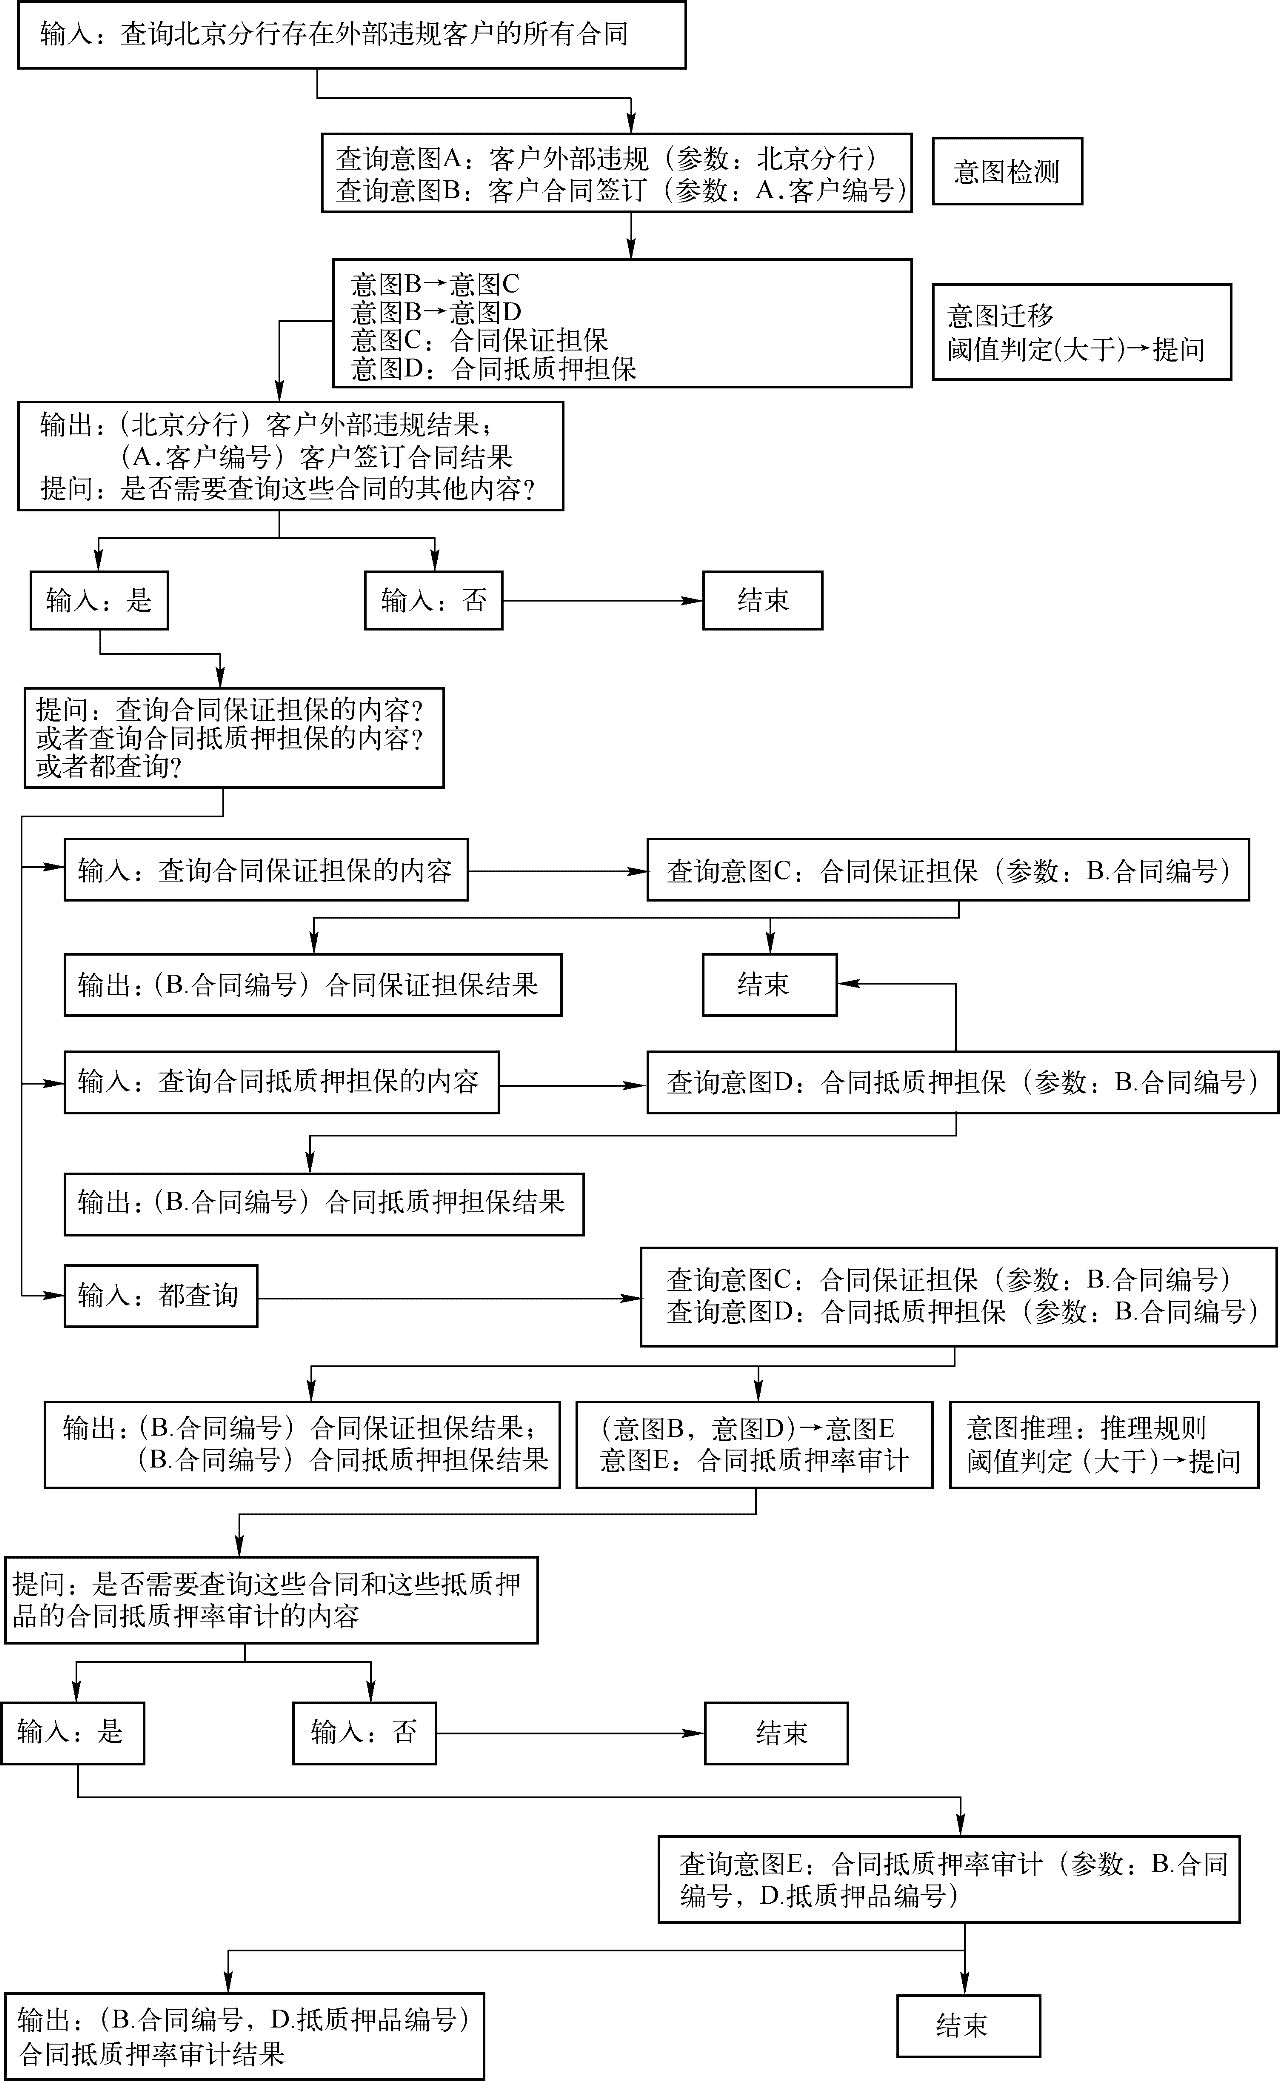 输入：查询北京分行存在外部违规客户的所有合同
查询意图A：客户外部违规（参数：北京分行）
查询意图B：客户合同签订（参数：A.客户编号）
意图检测
意图B→意图C
意图B→意图D
意图C：合同保证担保
意图D：合同抵质押担保
意图迁移
阈值判定(大于)→提问
输出：（北京分行）客户外部违规结果；
（A.客户编号）客户签订合同结果
提问：是否需要查询这些合同的其他内容？
输入：是
输入：否
结束
提问：查询合同保证担保的内容？
或者查询合同抵质押担保的内容？
或者都查询？
输入：查询合同保证担保的内容
查询意图C：合同保证担保（参数：B.合同编号）
输出：（B.合同编号）合同保证担保结果
结束
输入：查询合同抵质押担保的内容
查询意图D：合同抵质押担保（参数：B.合同编号）
输出：（B.合同编号）合同抵质押担保结果
输入：都查询
查询意图C：合同保证担保（参数：B.合同编号）
查询意图D：合同抵质押担保（参数：B.合同编号）
输出：（B.合同编号）合同保证担保结果；
（B.合同编号）合同抵质押担保结果
（意图B，意图D）→意图E
意图E：合同抵质押率审计
意图推理：推理规则
阈值判定（大于）→提问
提问：是否需要查询这些合同和这些抵质押
品的合同抵质押率审计的内容
输入：是
输入：否
结束
查询意图E：合同抵质押率审计（参数：B.合同
编号，D.抵质押品编号）
输出：（B.合同编号，D.抵质押品编号）
合同抵质押率审计结果
结束